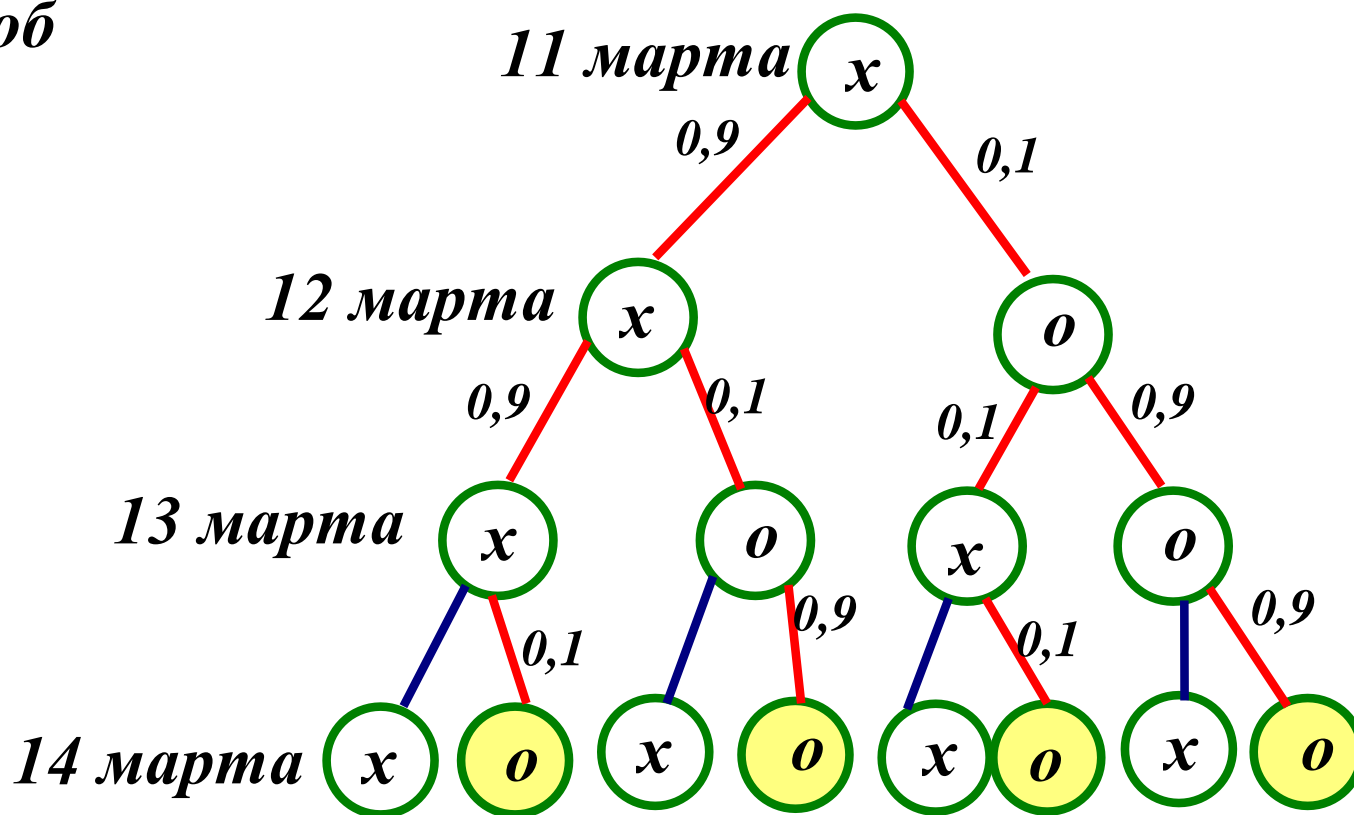 об
11 марта x
0,9 0,1
12 марта x о
0,9 0,1 0,1 0,9
13 марта x о x о
0,1 0,9 0,1 0,9
14 марта x о x о x о x о